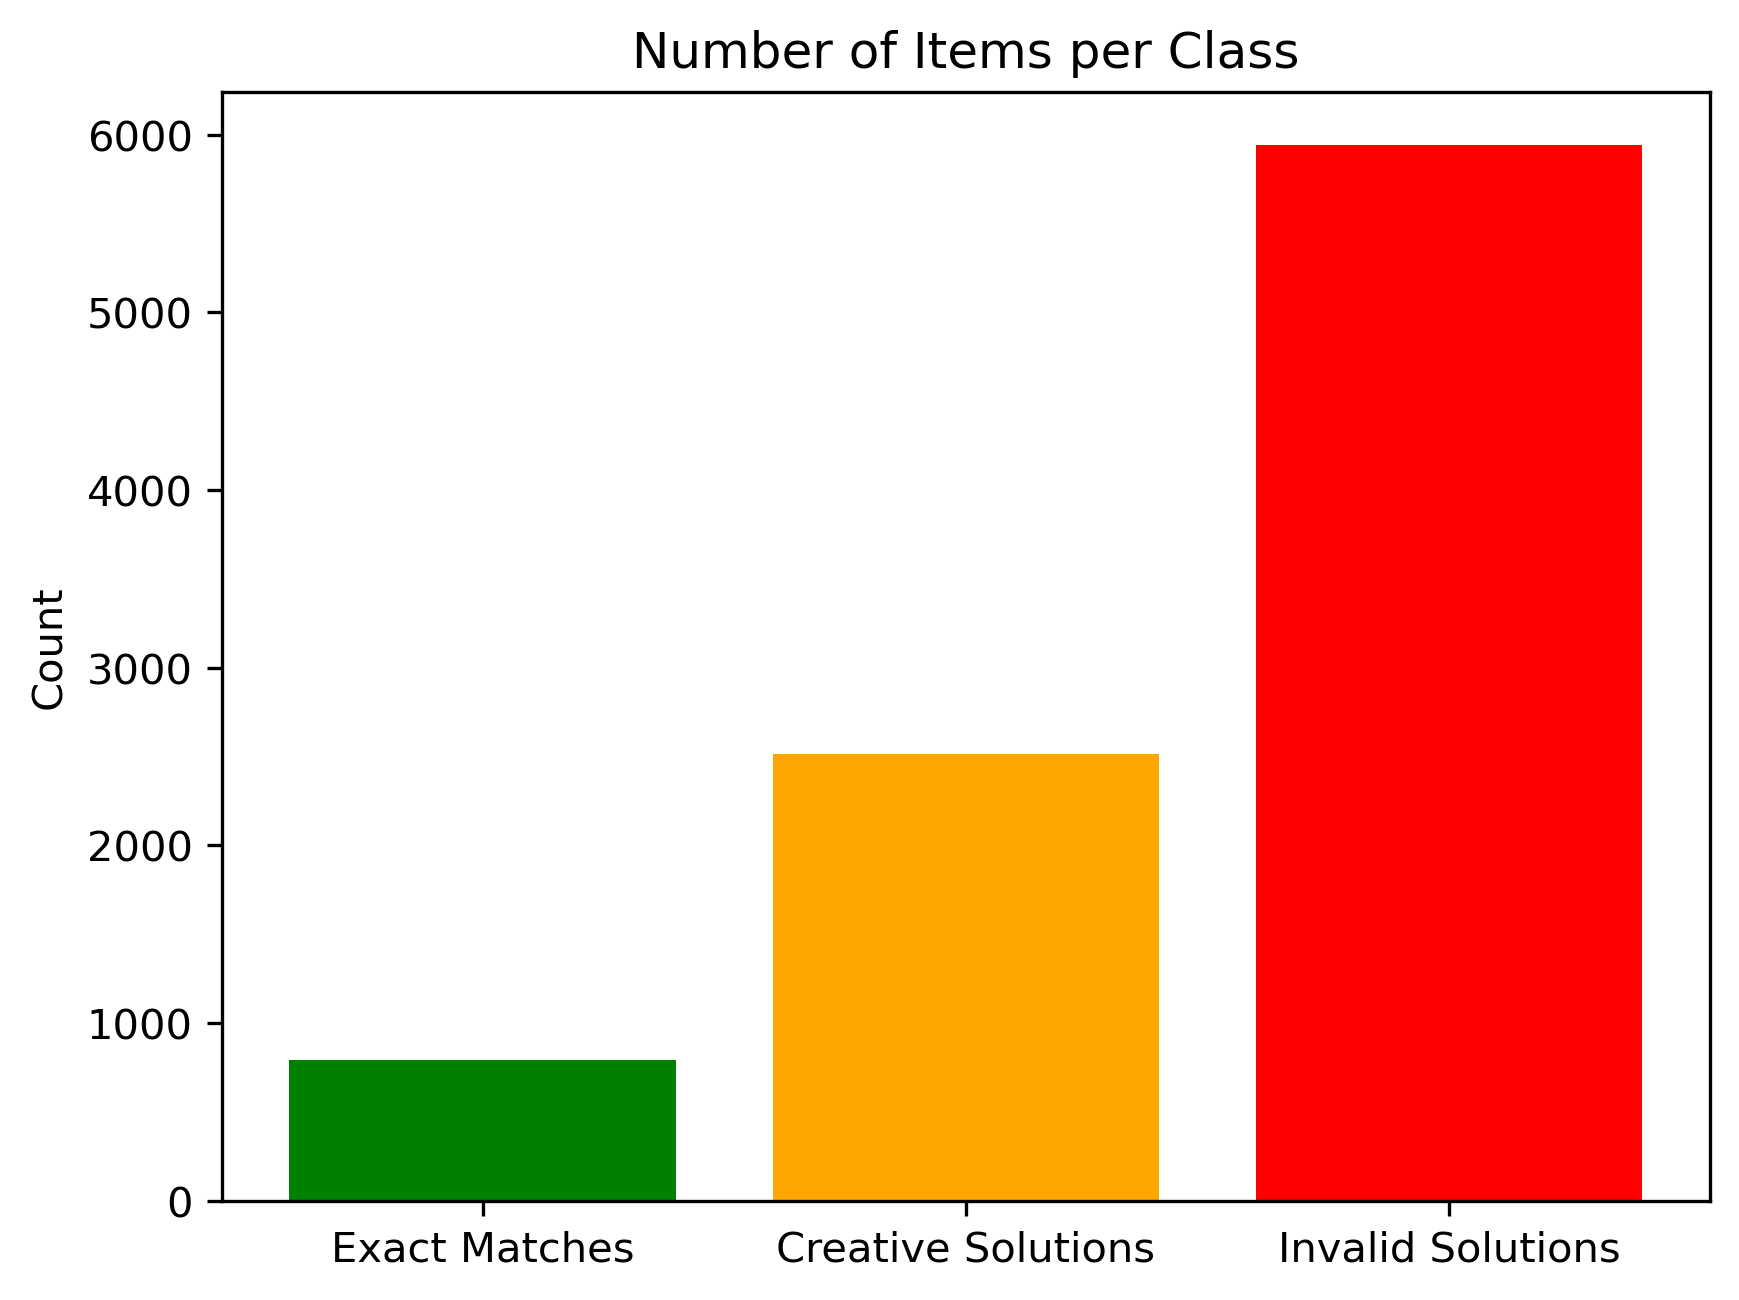 Number of Items per Class
6000
5000
4000
3000
2000
1000
0
Count
Exact Matches
Creative Solutions
Invalid Solutions